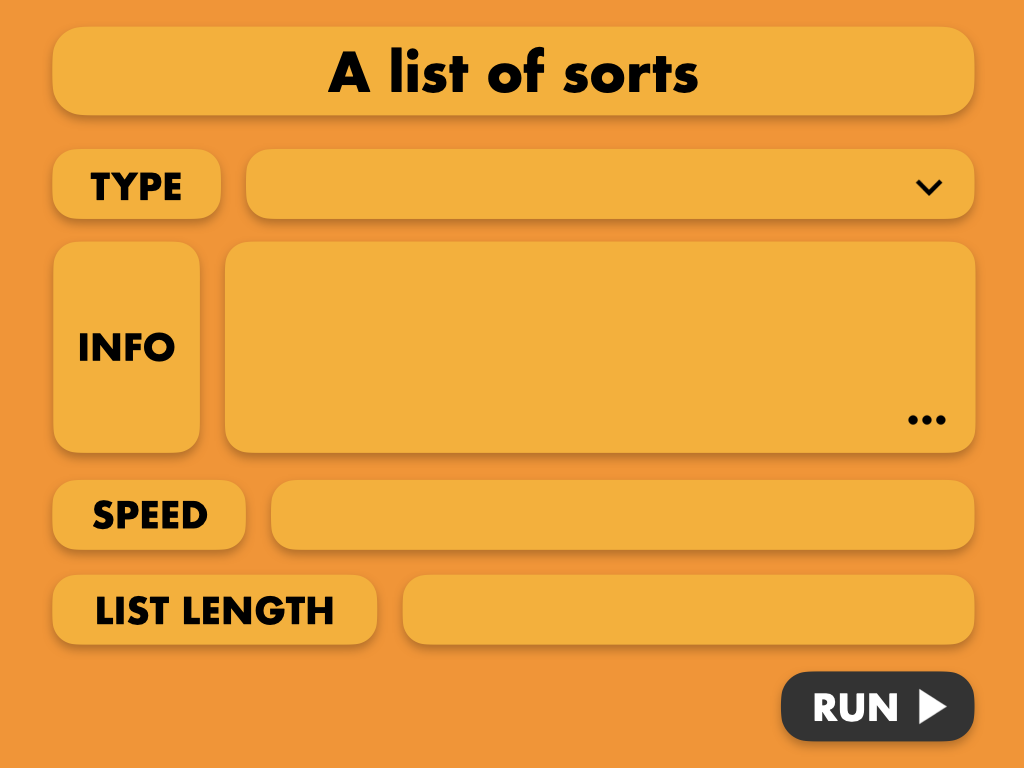 A list of sorts
TYPE
INFO
SPEED
LIST LENGTH
RUN